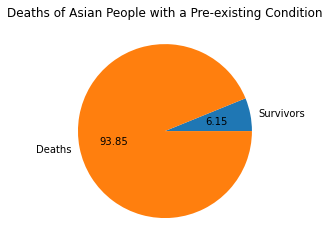 Deaths of Asian People with a Pre-existing Condition
Survivors
6.15
93.85
Deaths